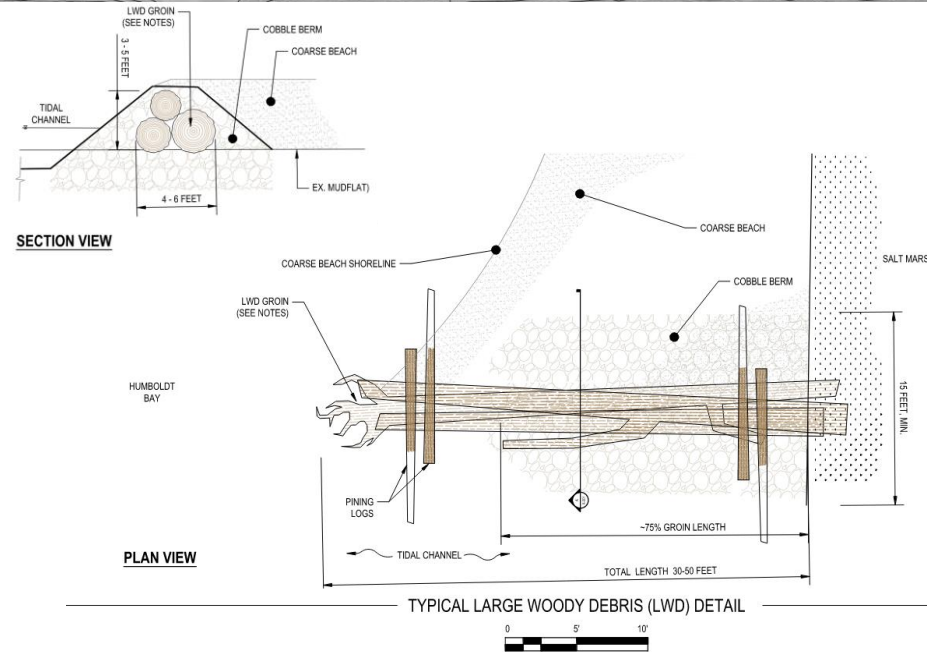 LWD GROIN
(SEE NOTES)
COBBLE BERM
COARSE BEACH
3 - 5 FEET
TIDAL
CHANNEL
EX. MUDFLAT)
4 - 6 FEET
SECTION VIEW
COARSE BEACH
COARSE BEACH SHORELINE
SALT MARS
COBBLE BERM
LWD GROIN
(SEE NOTES)
HUMBOLDT
BAY
15 FEET, MIN.
PINING
LOGS
~75% GROIN LENGTH
TIDAL CHANNEL
PLAN VIEW
TOTAL LENGTH 30-50 FEET
TYPICAL LARGE WOODY DEBRIS (LWD) DETAIL
0 5' 10'